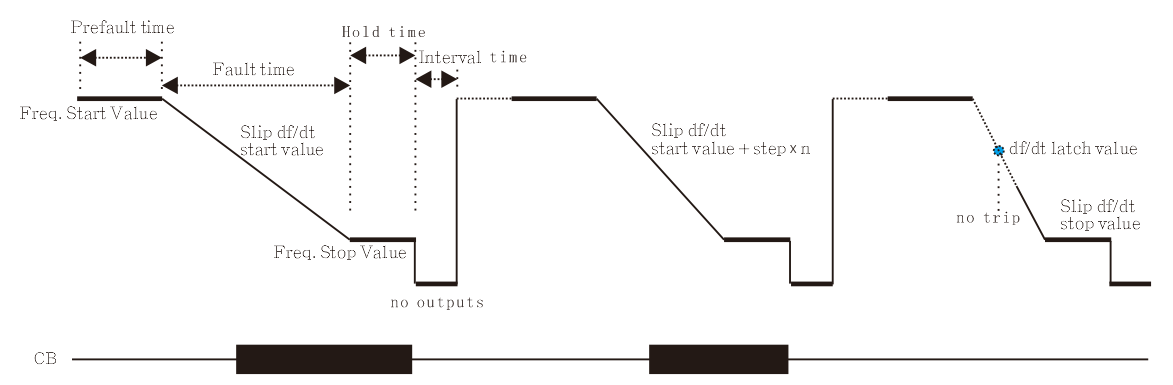 Prefault time
Hold time
Interval time
Fault time
Freq. Start Value
Slip df/dt
start value
Slip df/dt
start value + step×n
df/dt latch value
no trip
Slip df/dt
stop value
Freq. Stop Value
no outputs
CB